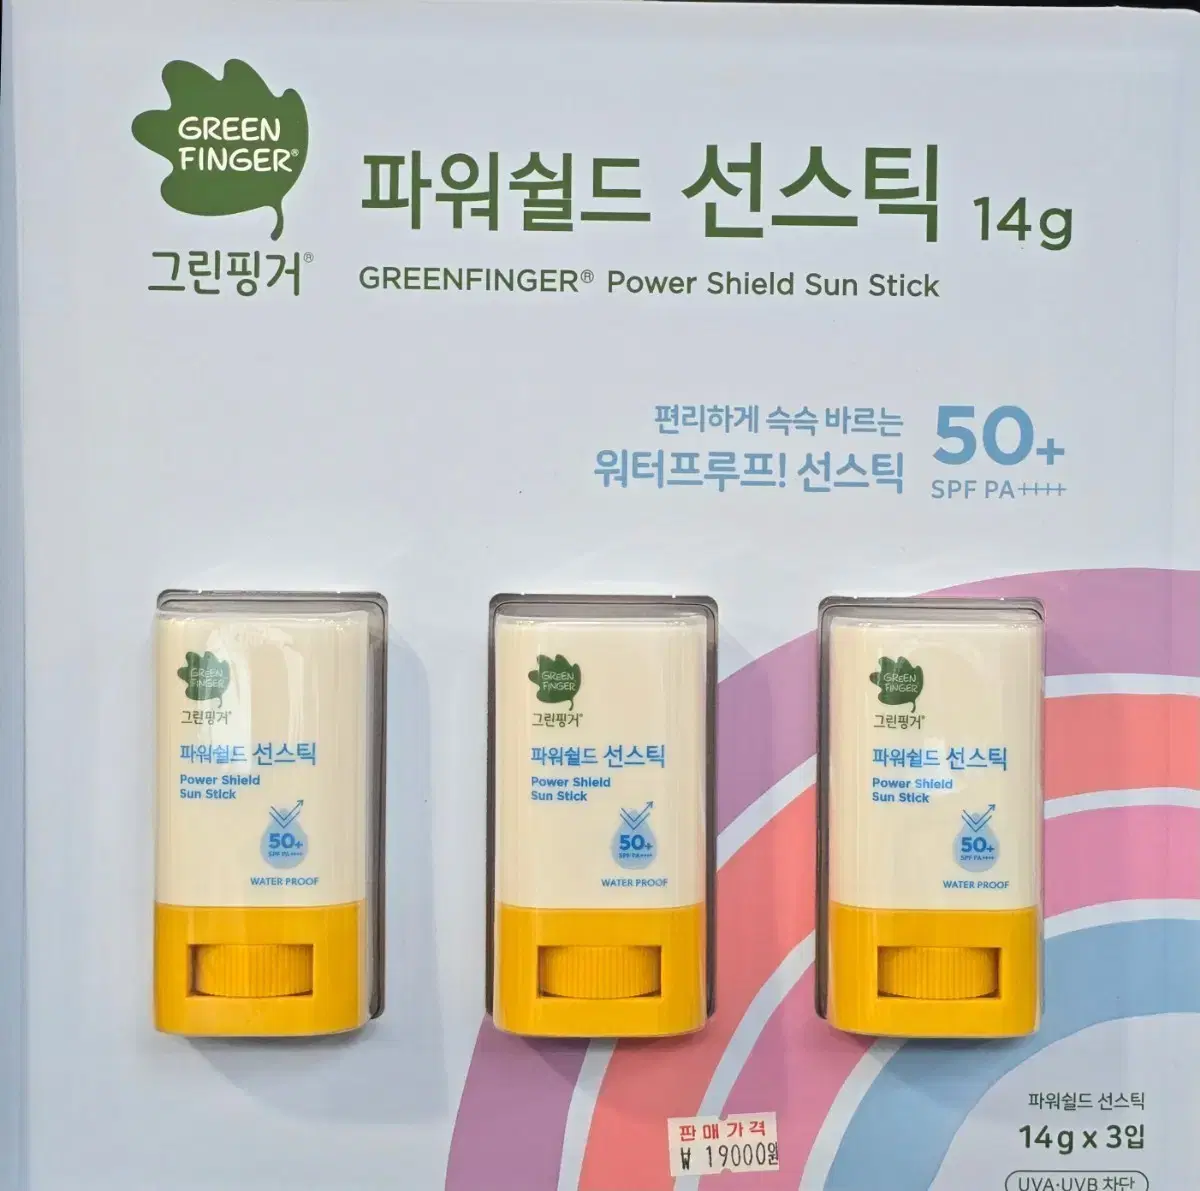 GREEN
FINGER®
그린핑거®
파워쉴드 선스틱 14g
GREENFINGER® Power Shield Sun Stick
편리하게 슥슥 바르는
워터프루프! 선스틱
50+
SPF PA++++
GREEN
FINGER
그린핑거®
파워쉴드 선스틱
Power Shield
Sun Stick
50+
SPF PA++++
WATER PROOF
GREEN
FINGER
그린핑거®
파워쉴드 선스틱
Power Shield
Sun Stick
50+
SPF PA++++
WATER PROOF
GREEN
FINGER
그린핑거®
파워쉴드 선스틱
Power Shield
Sun Stick
50+
SPF PA++++
WATER PROOF
판매가격
₩ 19000원
파워쉴드 선스틱
14g x 3입
UVA·UVB 차단